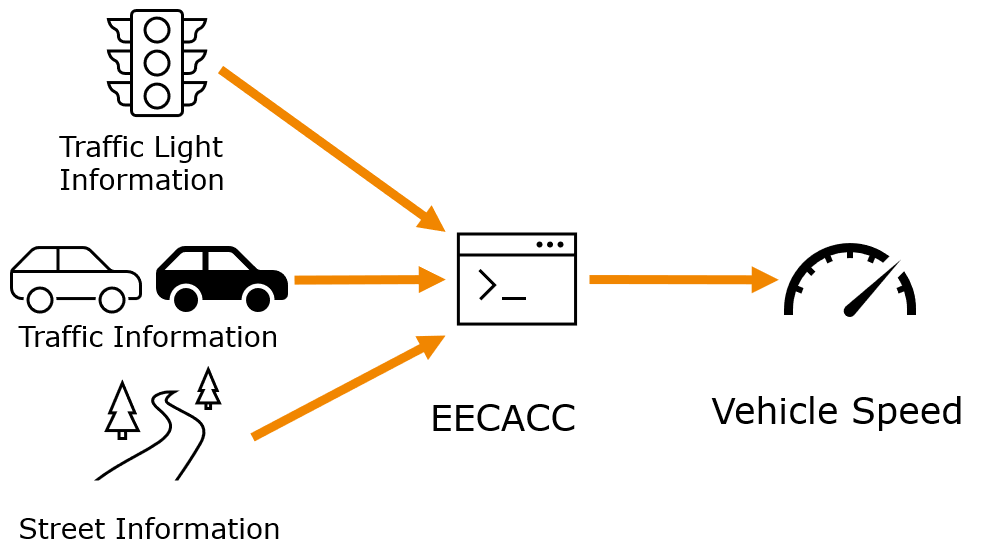 Traffic Light
Information
Traffic Information
Street Information
EECACC
Vehicle Speed